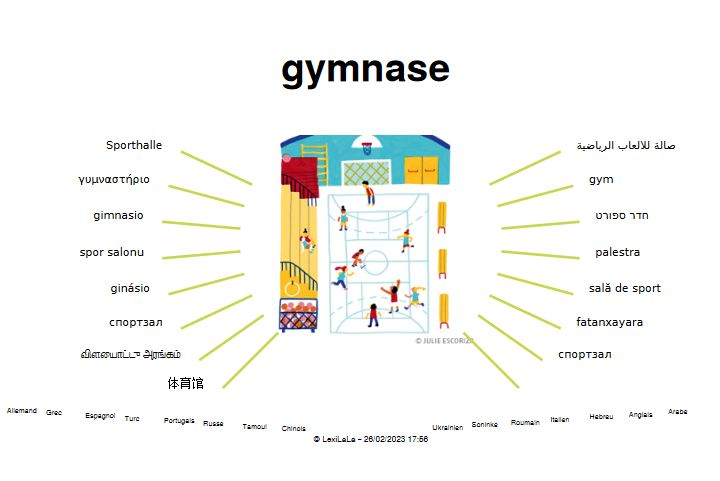 gymnase
Sporthalle
صالة للالعاب الرياضية
γυμναστήριο
gym
gimnasio
חדר ספורט
spor salonu
palestra
ginásio
sală de sport
спортзал
fatanxayara
விளையாட்டு அரங்கம்
спортзал
体育馆
© JULIE ESCORIZA
Allemand
Grec
Espagnol
Turc
Portugais
Russe
Tamoul
Chinois
Ukrainien
Soninke
Roumain
Italien
Hebreu
Anglais
Arabe
© LexiLaLa - 26/02/2023 17:56